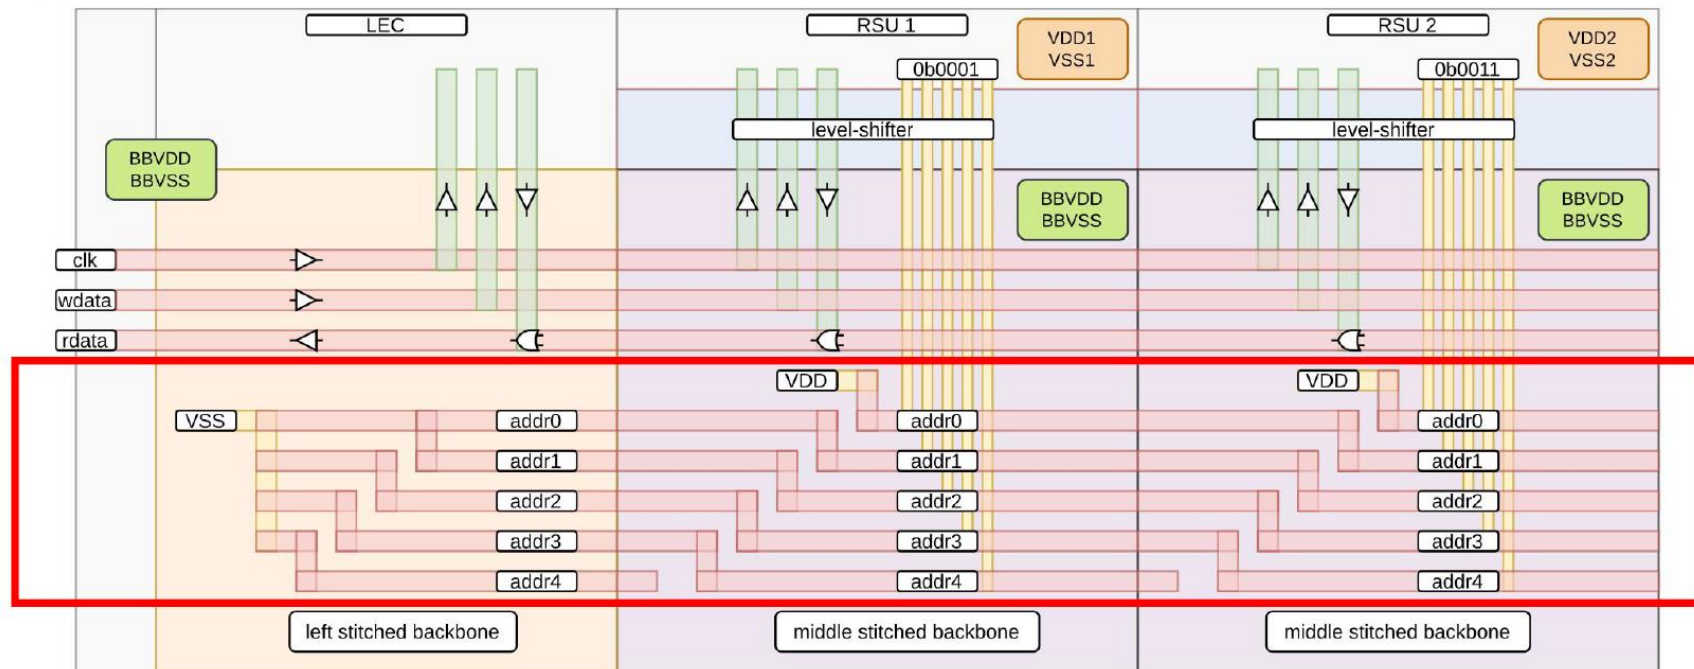 LEC
RSU 1
VDD1
VSS1
RSU 2
VDD2
VSS2
0b0001
0b0011
level-shifter
level-shifter
BBVDD
BBVSS
BBVDD
BBVSS
BBVDD
BBVSS
clk
wdata
rdata
VDD
VDD
VSS
addr0
addr0
addr0
addr1
addr1
addr1
addr2
addr2
addr2
addr3
addr3
addr3
addr4
addr4
addr4
left stitched backbone
middle stitched backbone
middle stitched backbone